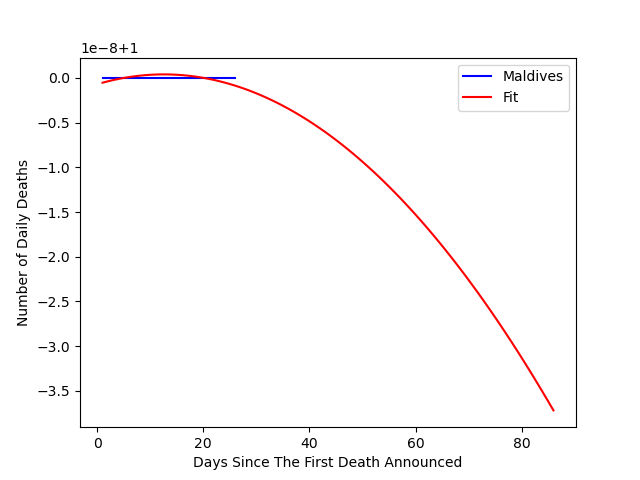 1e−8+1
0.0
−0.5
−1.0
−1.5
−2.0
−2.5
−3.0
−3.5
Number of Daily Deaths
Maldives
Fit
0 20 40 60 80
Days Since The First Death Announced